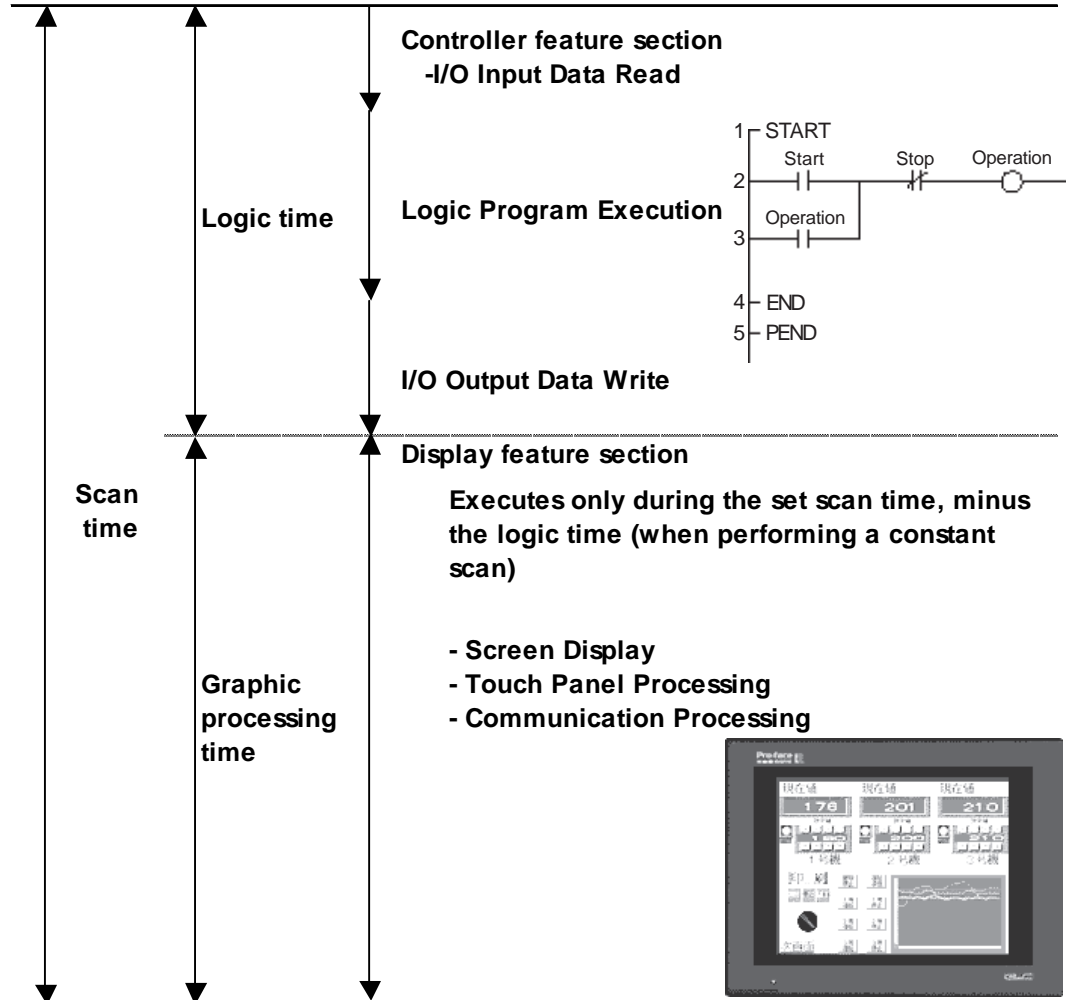 Controller feature section
-I/O Input Data Read
1 START
Start Stop Operation
2
Logic time
Logic Program Execution
Operation
3
4 END
5 PEND
I/O Output Data Write
Display feature section
Scan
time
Executes only during the set scan time, minus
the logic time (when performing a constant
scan)
- Screen Display
Graphic
processing
time
- Touch Panel Processing
- Communication Processing
Pro-face
現在値 現在値 現在値
176 201 210